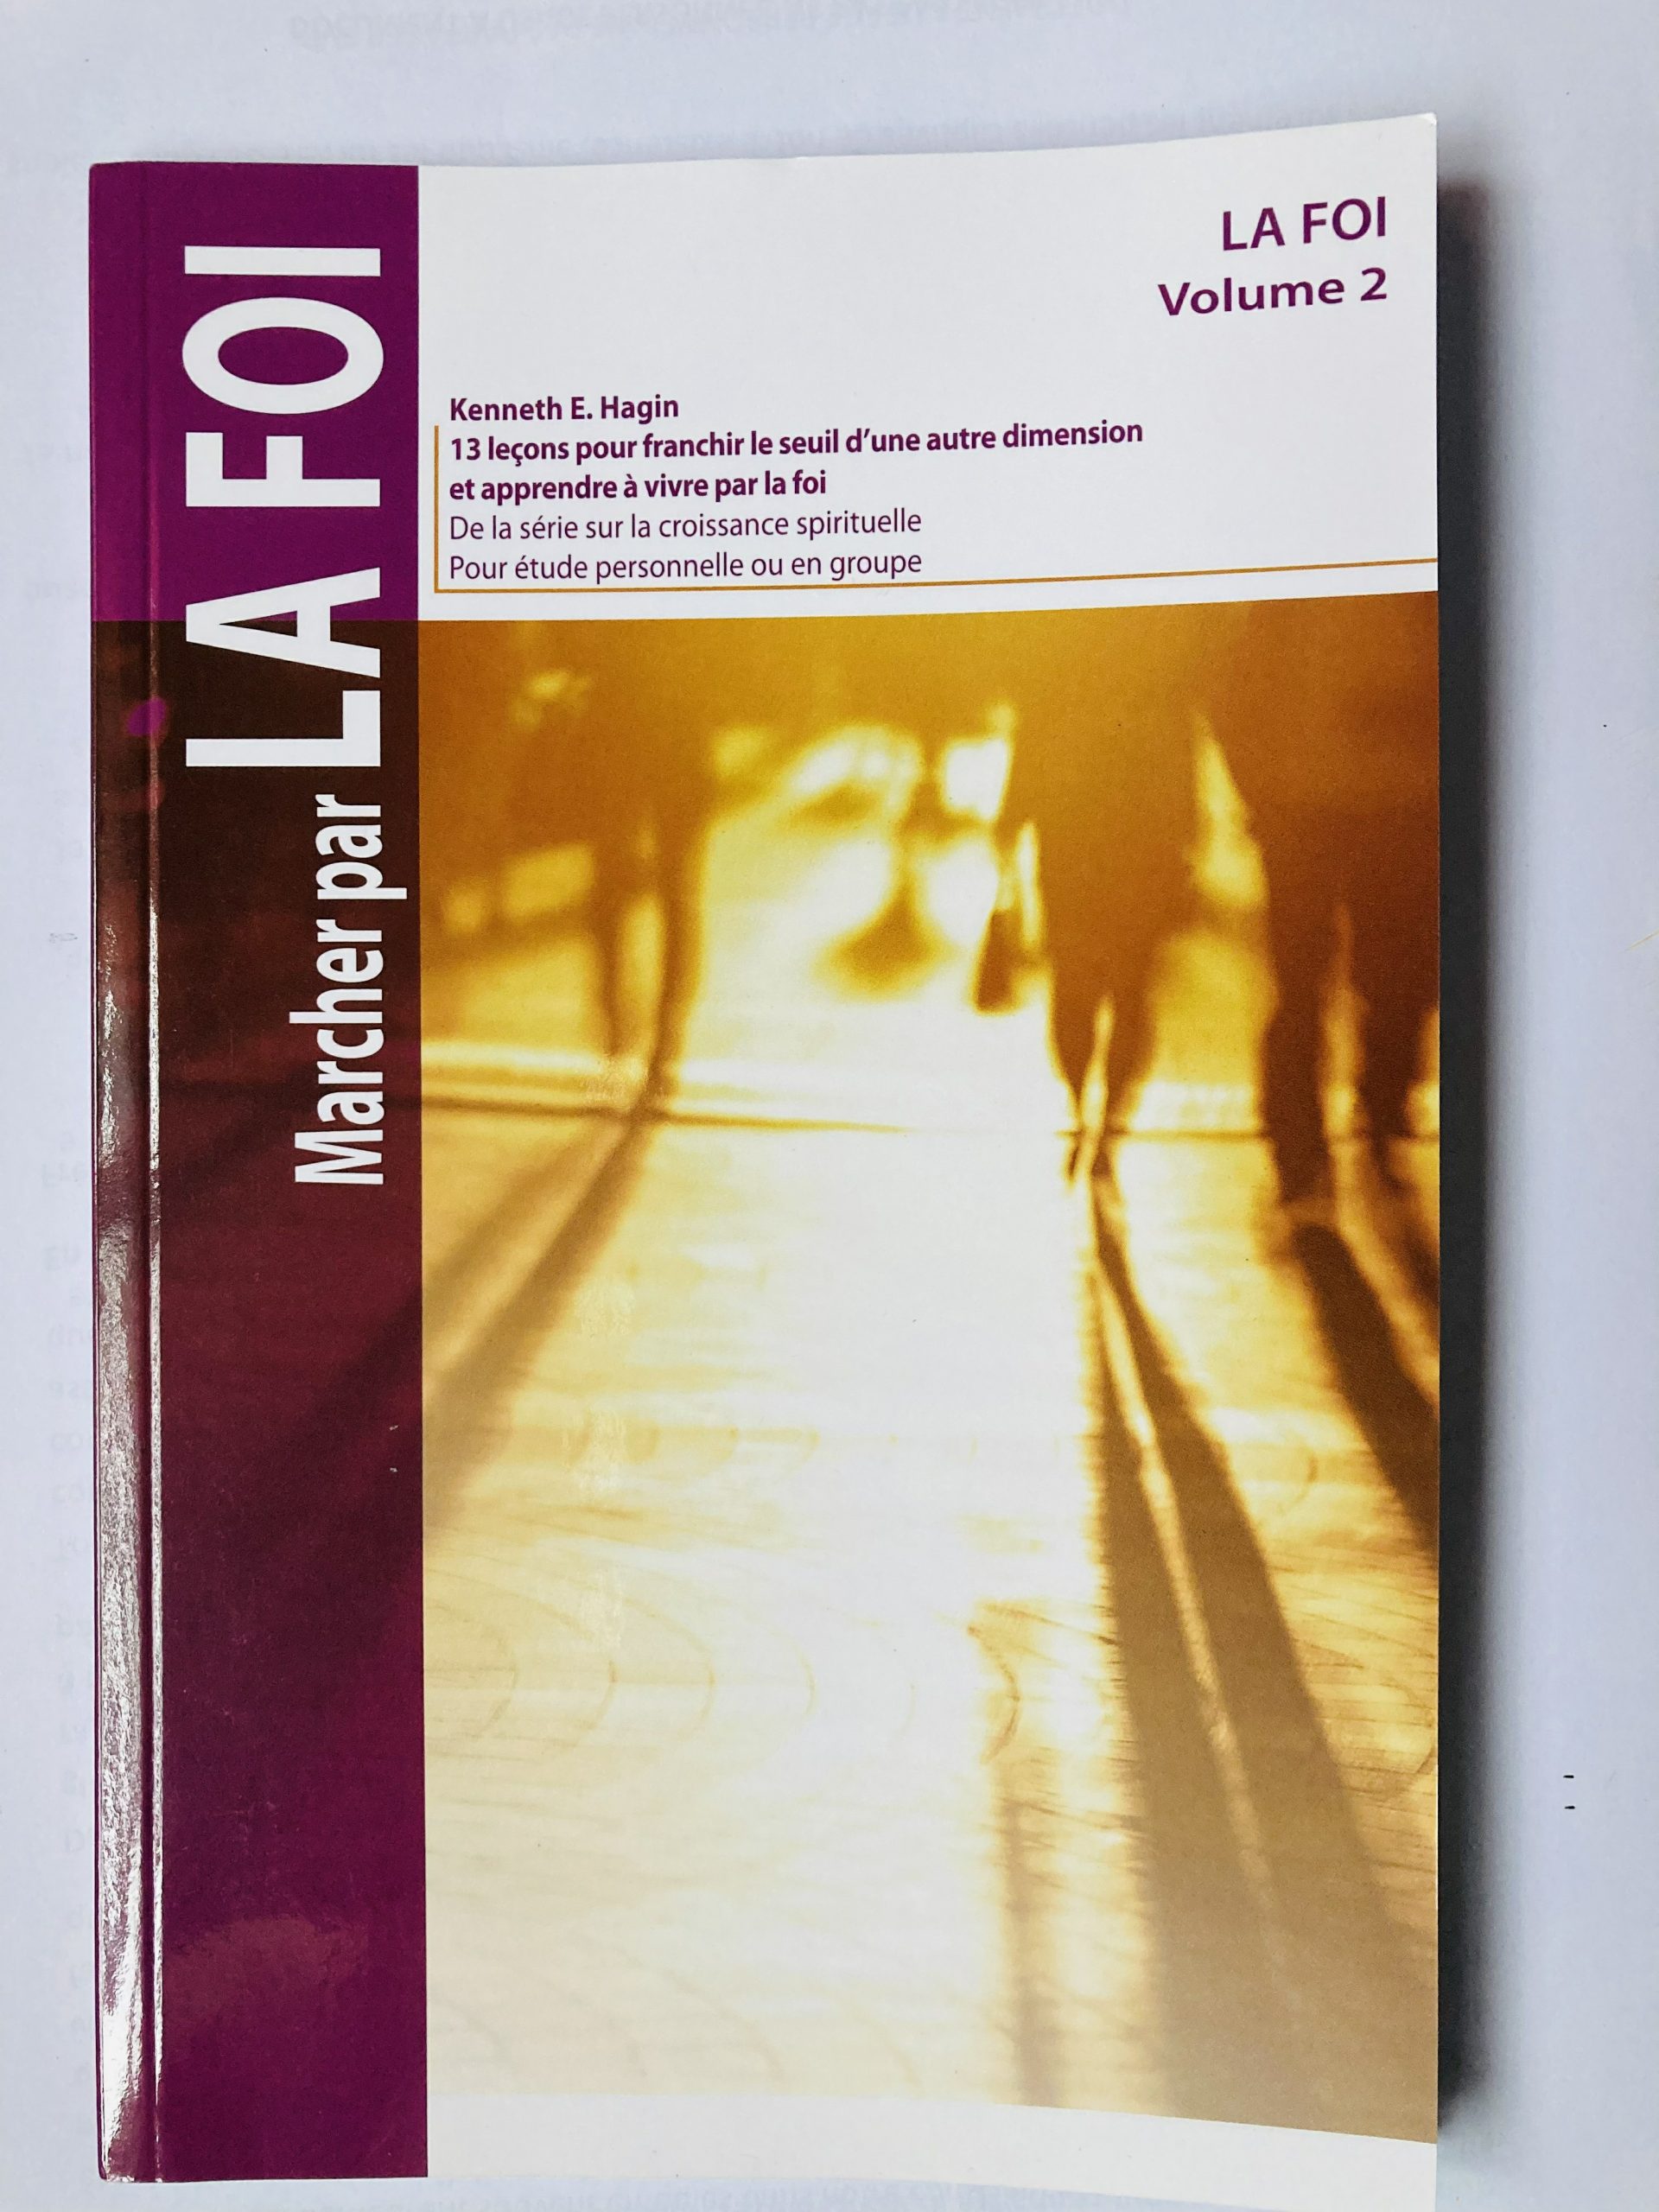 LA FOI
Volume 2
Kenneth E. Hagin
13 leçons pour franchir le seuil d'une autre dimension
et apprendre à vivre par la foi
De la série sur la croissance spirituelle
Pour étude personnelle ou en groupe
Marcher par LA FOI